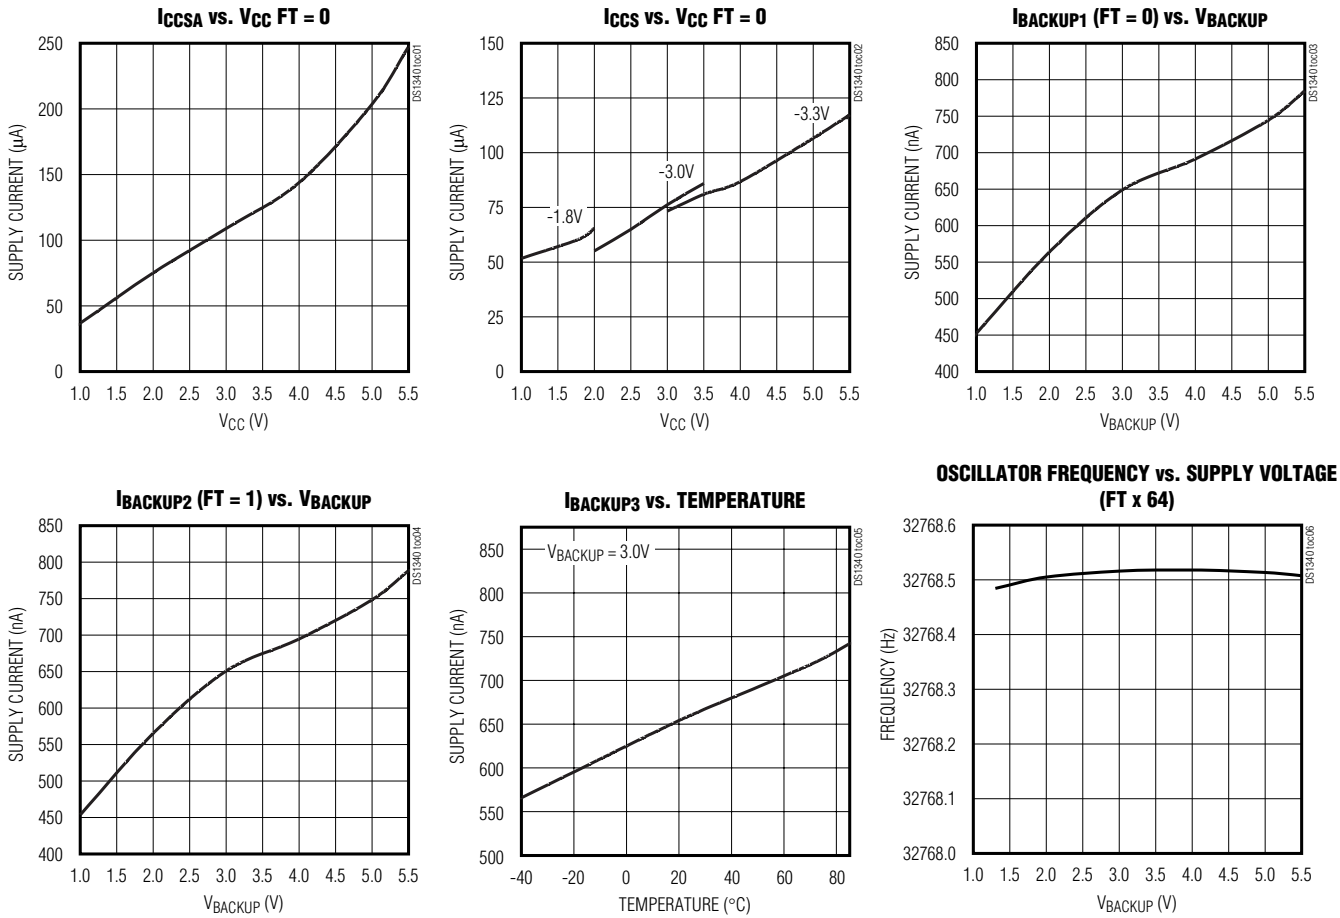 ICCSA vs. VCC FT = 0
250
200
150
100
50
0
SUPPLY CURRENT (μA)
1.0 1.5 2.0 2.5 3.0 3.5 4.0 4.5 5.0 5.5
VCC (V)
DS1340 toc01
ICCS vs. VCC FT = 0
150
125
100
75
50
25
0
SUPPLY CURRENT (μA)
-1.8V
-3.0V
-3.3V
1.0 1.5 2.0 2.5 3.0 3.5 4.0 4.5 5.0 5.5
VCC (V)
DS1340 toc02
IBACKUP1 (FT = 0) vs. VBACKUP
850
800
750
700
650
600
550
500
450
400
SUPPLY CURRENT (nA)
1.0 1.5 2.0 2.5 3.0 3.5 4.0 4.5 5.0 5.5
VBACKUP (V)
DS1340 toc03
IBACKUP2 (FT = 1) vs. VBACKUP
850
800
750
700
650
600
550
500
450
400
SUPPLY CURRENT (nA)
1.0 1.5 2.0 2.5 3.0 3.5 4.0 4.5 5.0 5.5
VBACKUP (V)
DS1340 toc04
IBACKUP3 vs. TEMPERATURE
VBACKUP = 3.0V
850
800
750
700
650
600
550
500
SUPPLY CURRENT (nA)
-40 -20 0 20 40 60 80
TEMPERATURE (°C)
DS1340 toc05
OSCILLATOR FREQUENCY vs. SUPPLY VOLTAGE
(FT x 64)
32768.6
32768.5
32768.4
32768.3
32768.2
32768.1
32768.0
FREQUENCY (Hz)
1.0 1.5 2.0 2.5 3.0 3.5 4.0 4.5 5.0 5.5
VBACKUP (V)
DS1340 toc06